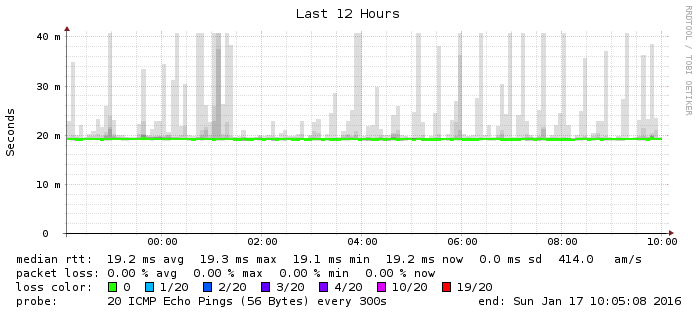 Last 12 Hours
RRDTOOL / TOBI OETIKER
Seconds
40 m
30 m
20 m
10 m
0
00:00 02:00 04:00 06:00 08:00 10:00
median rtt: 19.2 ms avg 19.3 ms max 19.1 ms min 19.2 ms now 0.0 ms sd 414.0 am/s
packet loss: 0.00 % avg 0.00 % max 0.00 % min 0.00 % now
loss color: 0 1/20 2/20 3/20 4/20 10/20 19/20
probe: 20 ICMP Echo Pings (56 Bytes) every 300s end: Sun Jan 17 10:05:08 2016